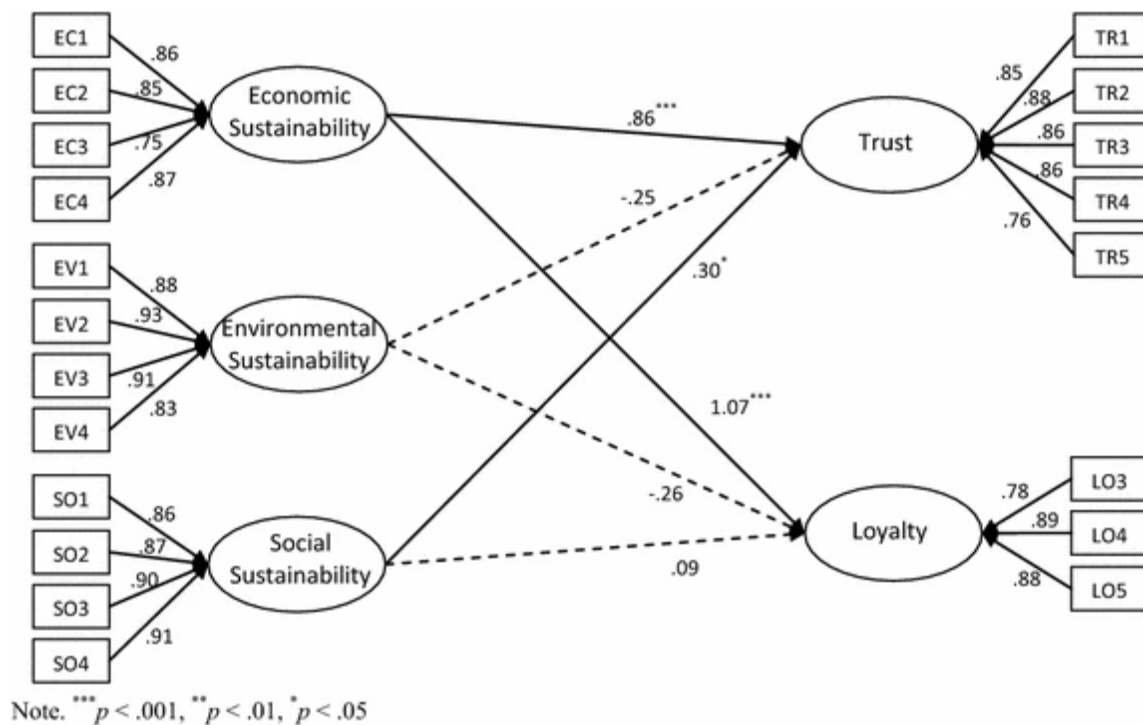 EC1
.86
EC2
.85
EC3
.75
EC4
.87
Economic
Sustainability
EV1
.88
EV2
.93
EV3
.91
EV4
.83
Environmental
Sustainability
SO1
.86
SO2
.87
SO3
.90
SO4
.91
Social
Sustainability
.86***
-.25
.30*
1.07***
-.26
.09
Trust
TR1
.85
TR2
.88
TR3
.86
TR4
.86
TR5
.76
Loyalty
LO3
.78
LO4
.89
LO5
.88
Note. ***p < .001, **p < .01, *p < .05